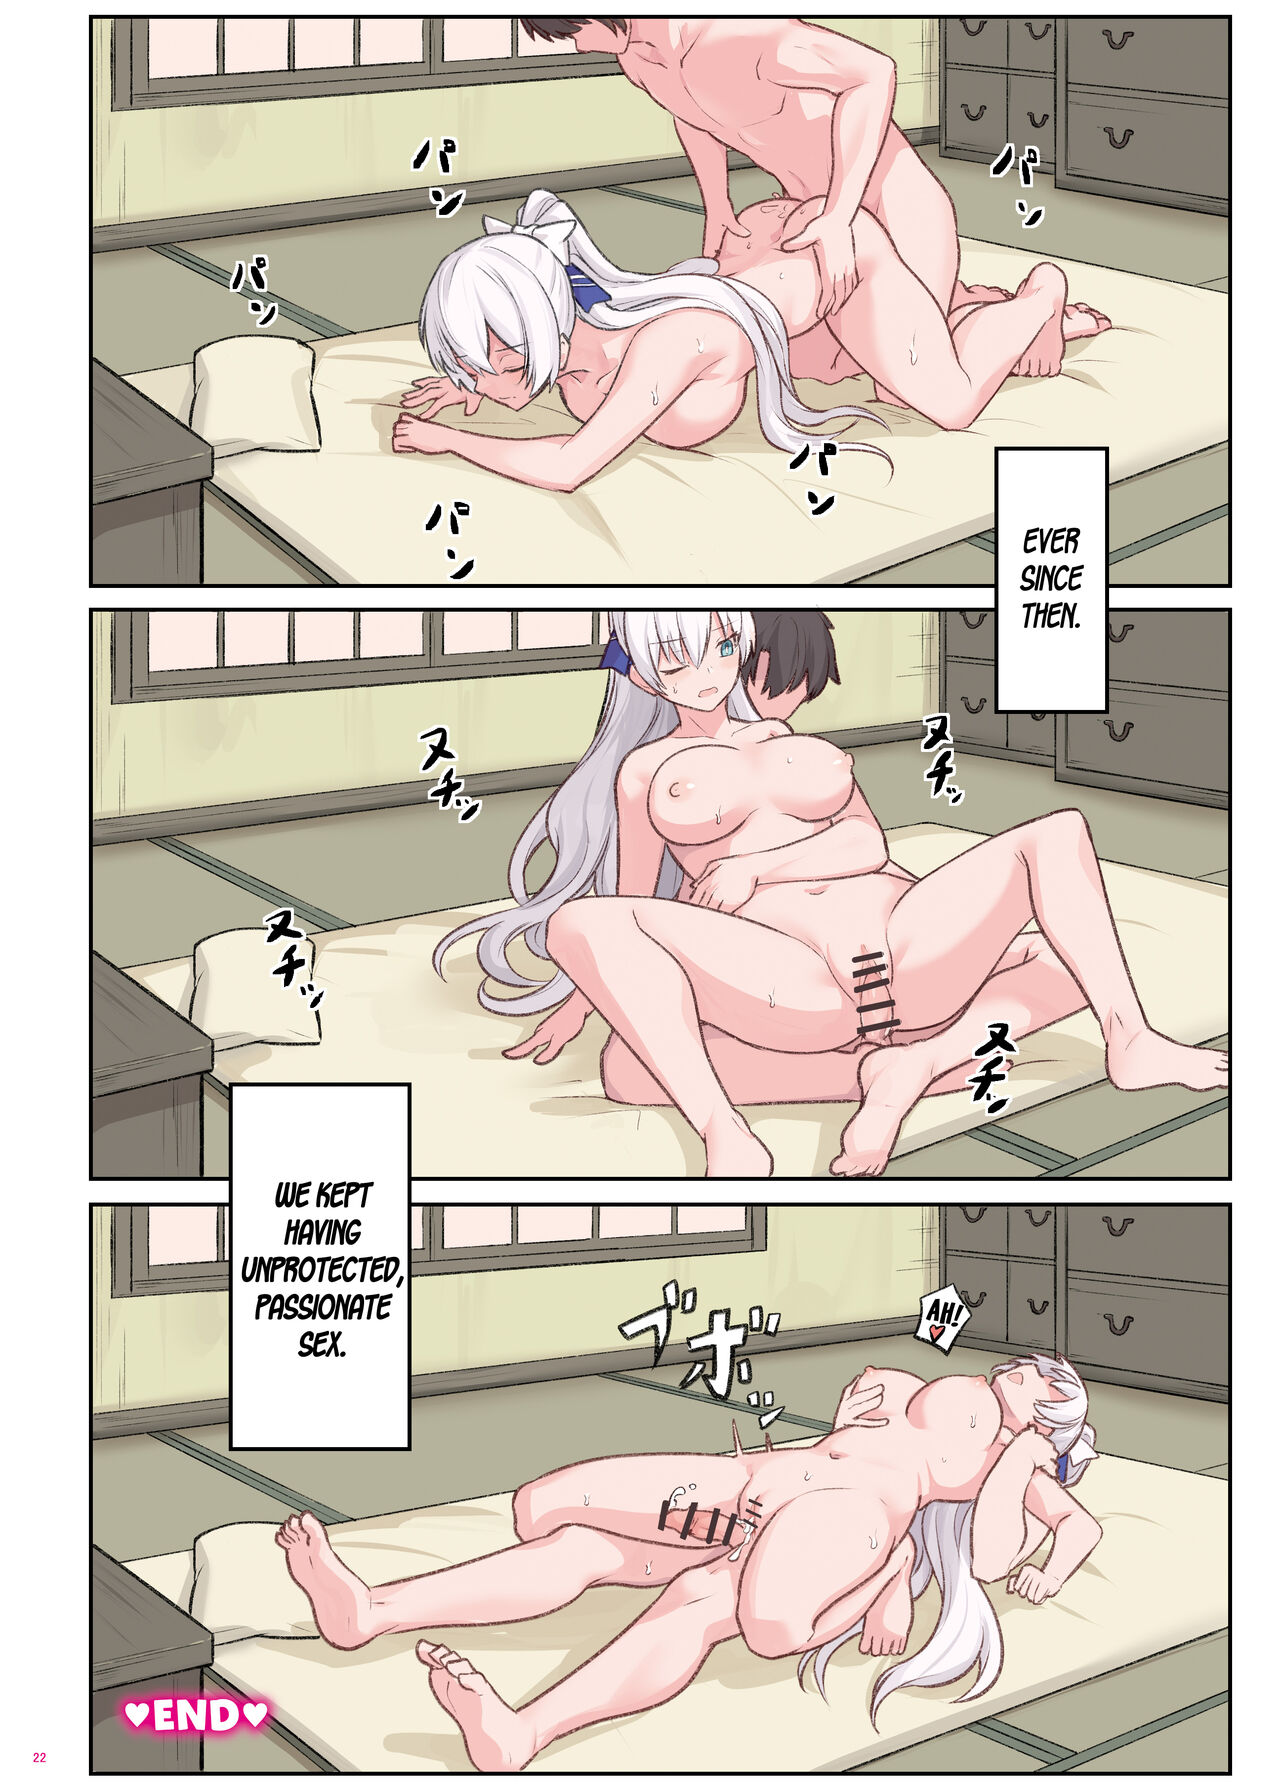 パン
パン
パン
パン
パン
EVER
SINCE
THEN.
ヌチッ
ヌチッ
ヌチッ
ヌチッ
WE KEPT
HAVING
UNPROTECTED,
PASSIONATE
SEX.
ブボッ
AH!♥
♥END♥
22